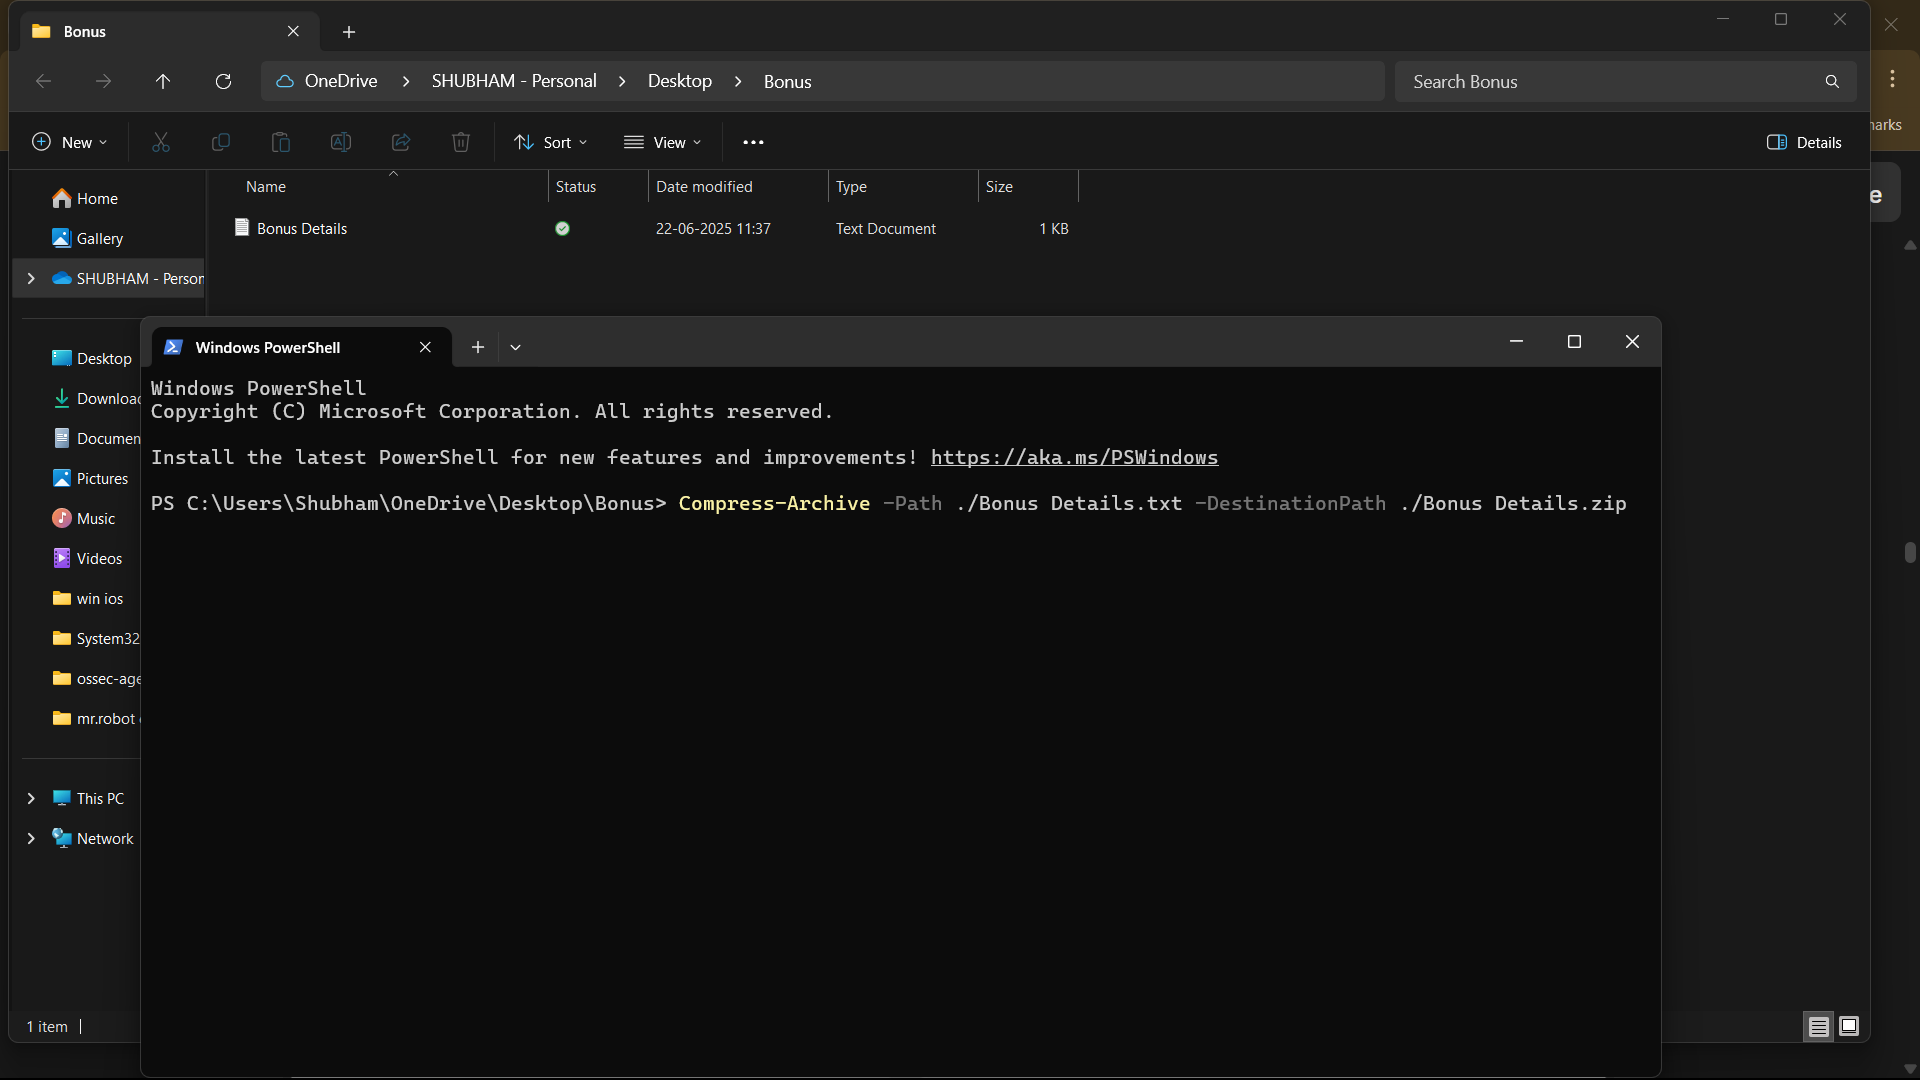 Bonus
OneDrive > SHUBHAM - Personal > Desktop > Bonus
Search Bonus
New
Sort
View
Details
Name
Status
Date modified
Type
Size
Bonus Details
22-06-2025 11:37
Text Document
1 KB
Home
Gallery
SHUBHAM - Person
Desktop
Download
Documen
Pictures
Music
Videos
win ios
System32
ossec-age
mr.robot
This PC
Network
1 item
arks
e
Windows PowerShell
Windows PowerShell
Copyright (C) Microsoft Corporation. All rights reserved.
Install the latest PowerShell for new features and improvements! https://aka.ms/PSWindows
PS C:\Users\Shubham\OneDrive\Desktop\Bonus> Compress-Archive -Path ./Bonus Details.txt -DestinationPath ./Bonus Details.zip